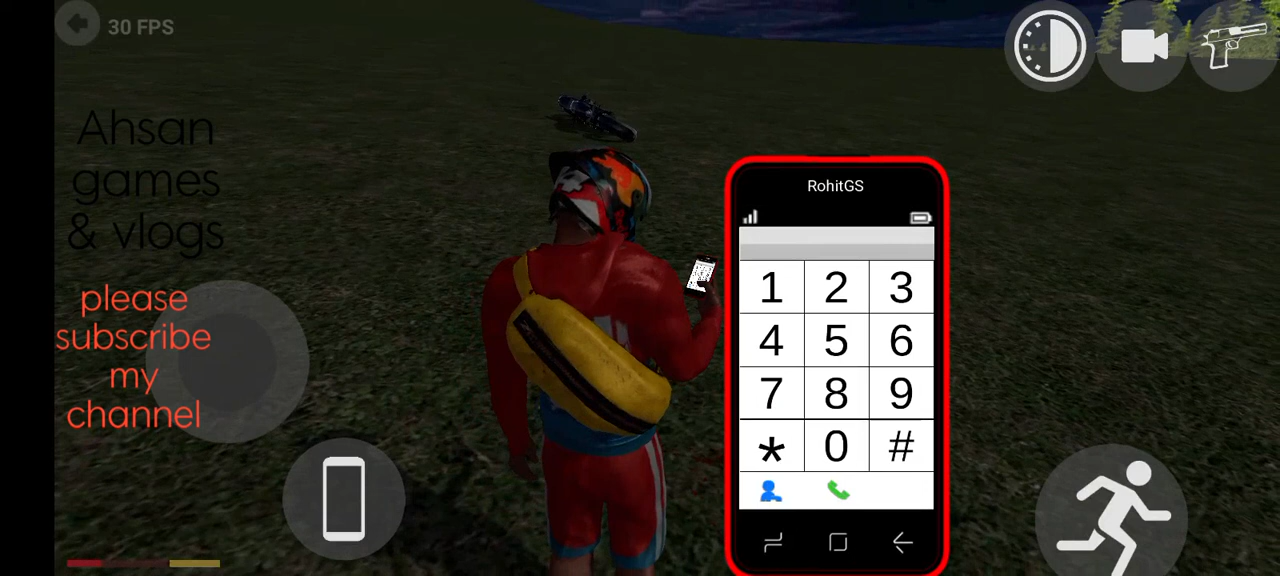 30 FPS
Ahsan
games
& vlogs
please
subscribe
my
channel
RohitGS
1 2 3
4 5 6
7 8 9
* 0 #